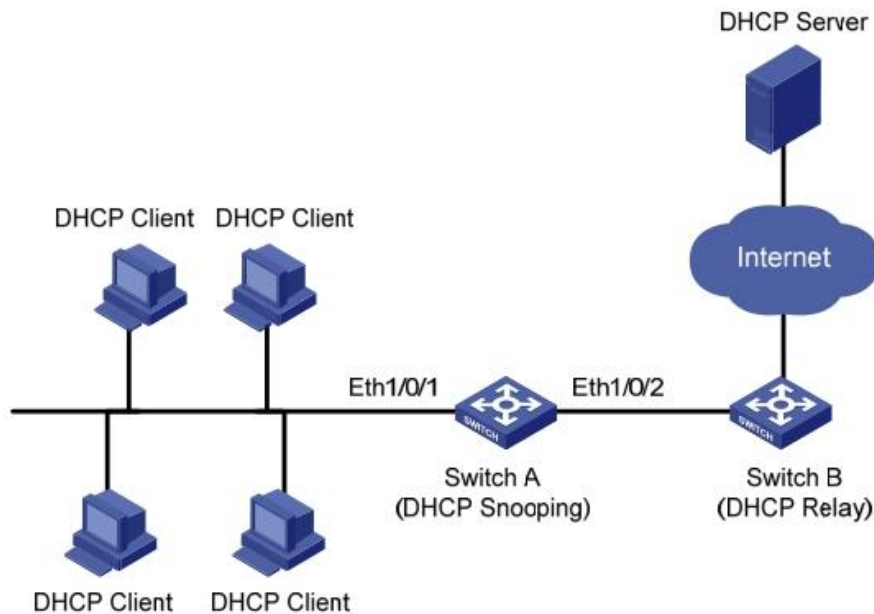 DHCP Server
DHCP Client
DHCP Client
Internet
Eth1/0/1
Eth1/0/2
SWITCH
SWITCH
Switch A
(DHCP Snooping)
Switch B
(DHCP Relay)
DHCP Client
DHCP Client